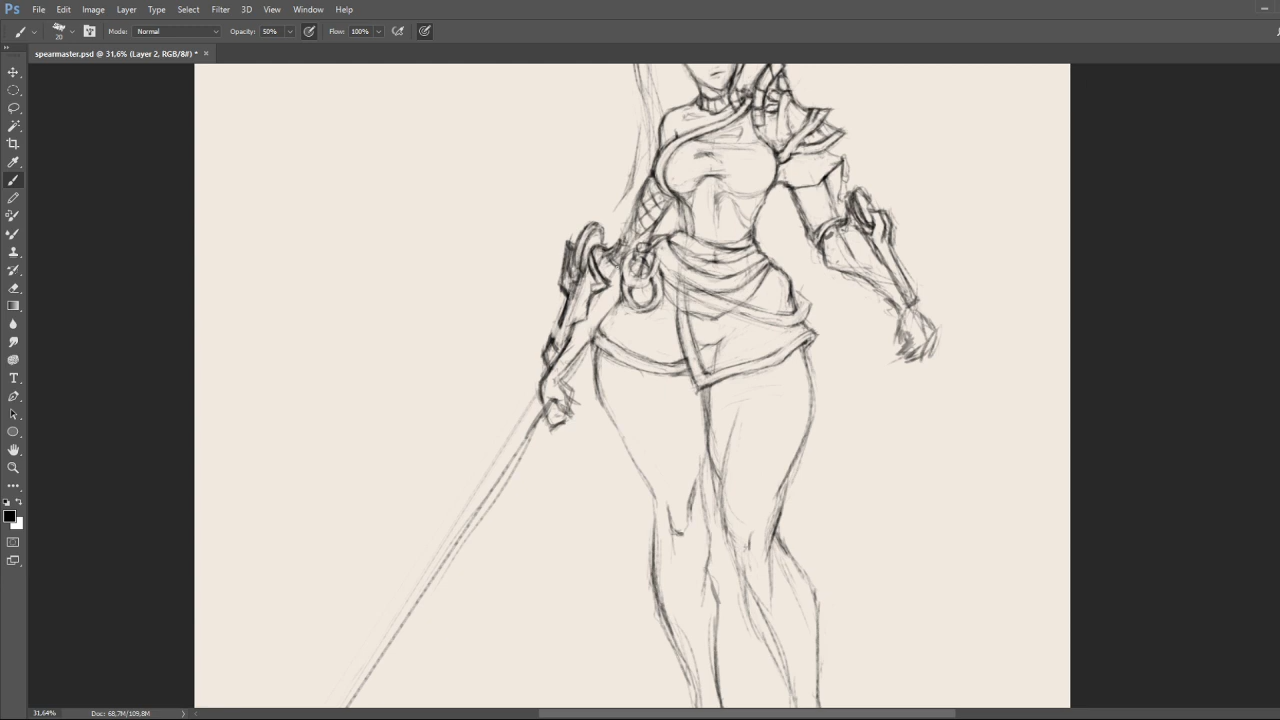 Ps File Edit Image Layer Type Select Filter 3D View Window Help
20 Mode: Normal Opacity: 50% Flow: 100%
spearmaster.psd @ 31,6% (Layer 2, RGB/8#) * ×
T
31,64% Doc: 68,7M/109,8M